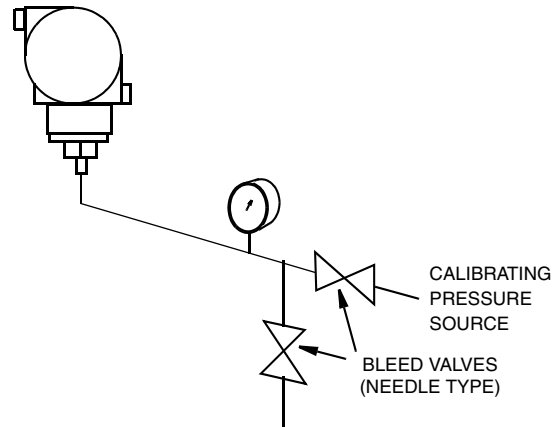 CALIBRATING
PRESSURE
SOURCE
BLEED VALVES
(NEEDLE TYPE)